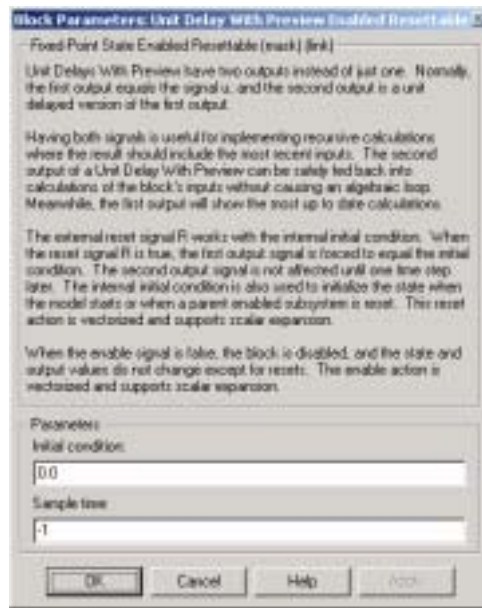 Block Parameters: Unit Delay With Preview Enabled Resettable
Fixed-Point State Enabled Resettable (mask) (link)
Unit Delays With Preview have two outputs instead of just one. Normally,
the first output equals the signal u, and the second output is a unit
delayed version of the first output.
Having both signals is useful for implementing recursive calculations
where the result should include the most recent inputs. The second
output of a Unit Delay With Preview can be safely fed back into
calculations of the block's inputs without causing an algebraic loop.
Meanwhile, the first output will show the most up to date calculations.
The external reset signal R works with the internal initial condition. When
the reset signal R is true, the first output signal is forced to equal the initial
condition. The second output signal is not affected until one time step
later. The internal initial condition is also used to initialize the state when
the model starts or when a parent enabled subsystem is reset. This reset
action is vectorized and supports scalar expansion.
When the enable signal is false, the block is disabled, and the state and
output values do not change except for resets. The enable action is
vectorized and supports scalar expansion.
Parameters
Initial condition:
0.0
Sample time:
-1
OK
Cancel
Help
Apply